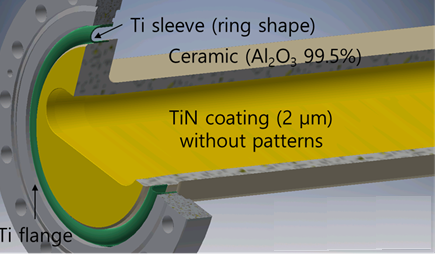 Ti sleeve (ring shape)
Ceramic (Al₂O₃ 99.5%)
TiN coating (2 μm)
without patterns
Ti flange